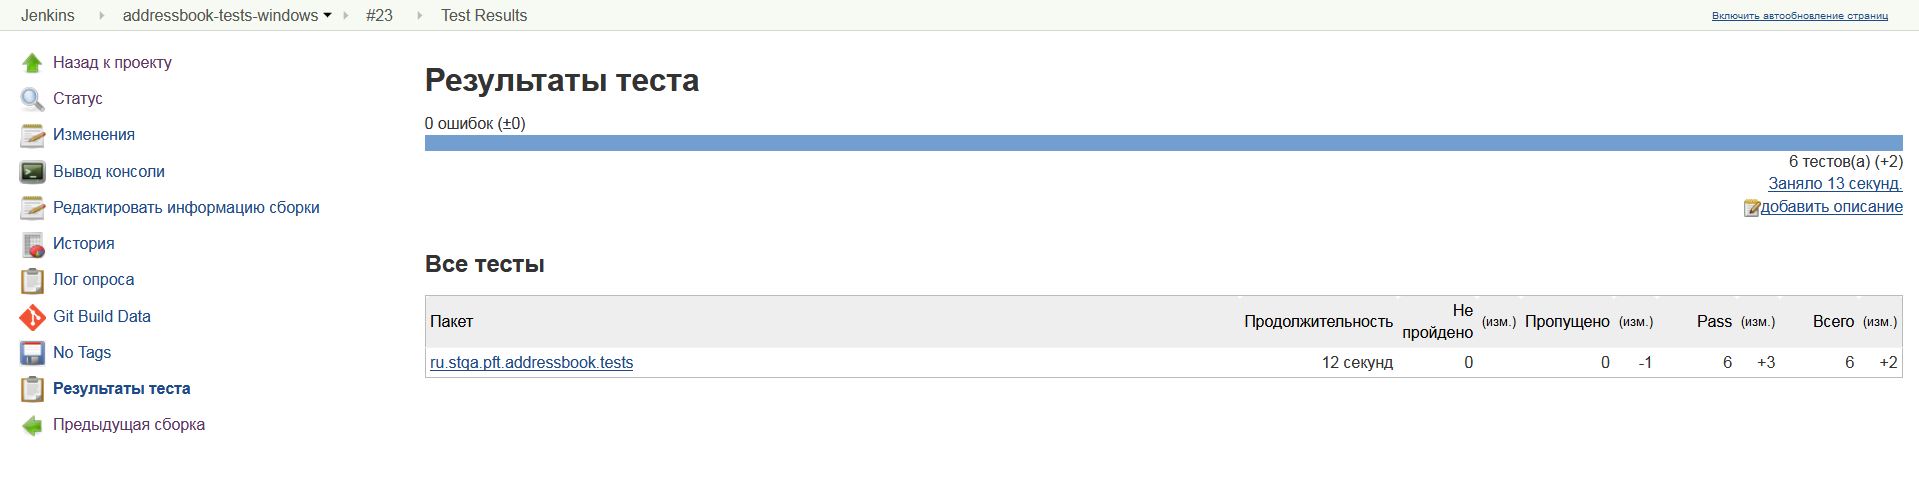 Jenkins addressbook-tests-windows #23 Test Results Включить автообновление страниц
Назад к проекту
Статус
Изменения
Вывод консоли
Редактировать информацию сборки
История
Лог опроса
Git Build Data
No Tags
Результаты теста
Предыдущая сборка
Результаты теста
0 ошибок (±0)
6 тестов(а) (+2)
Заняло 13 секунд.
добавить описание
Все тесты
Пакет Продолжительность Не пройдено (изм.) Пропущено (изм.) Pass (изм.) Всего (изм.)
ru.stqa.pft.addressbook.tests 12 секунд 0 0 -1 6 +3 6 +2